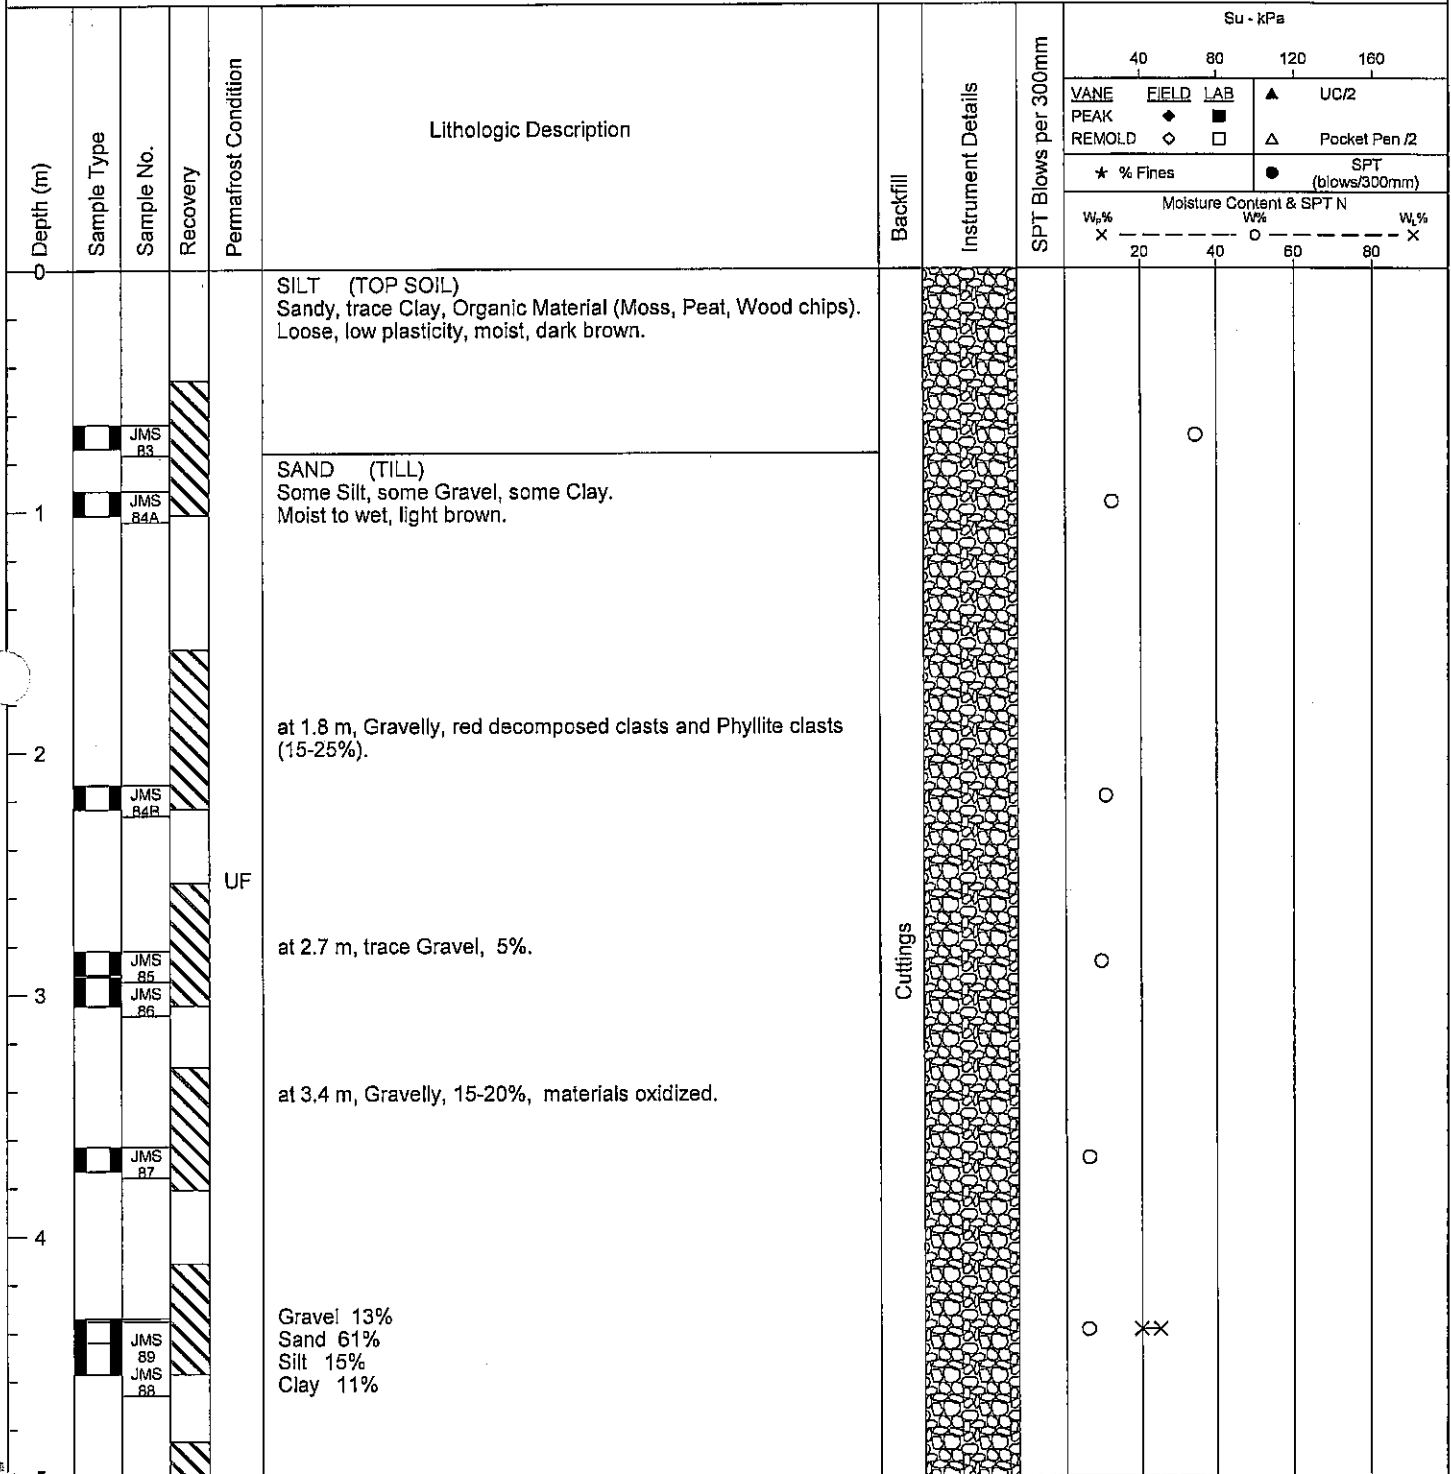 Depth (m)
Sample Type
Sample No.
Recovery
Permafrost Condition
Lithologic Description
Backfill
Instrument Details
SPT Blows per 300mm
Su - kPa
40 80 120 160
VANE FIELD LAB ▲ UC/2
PEAK ◆ ■
REMOLD ◇ □ △ Pocket Pen /2
★ % Fines ● SPT (blows/300mm)
Moisture Content & SPT N
Wₚ% W% W_L%
X O X
20 40 60 80
0
SILT (TOP SOIL)
Sandy, trace Clay, Organic Material (Moss, Peat, Wood chips).
Loose, low plasticity, moist, dark brown.
JMS
83
SAND (TILL)
Some Silt, some Gravel, some Clay.
Moist to wet, light brown.
JMS
84A
1
at 1.8 m, Gravelly, red decomposed clasts and Phyllite clasts
(15-25%).
2
JMS
84B
UF
at 2.7 m, trace Gravel, 5%.
JMS
85
Cuttings
3
JMS
86
at 3.4 m, Gravelly, 15-20%, materials oxidized.
JMS
87
4
Gravel 13%
Sand 61%
Silt 15%
Clay 11%
JMS
89
JMS
88